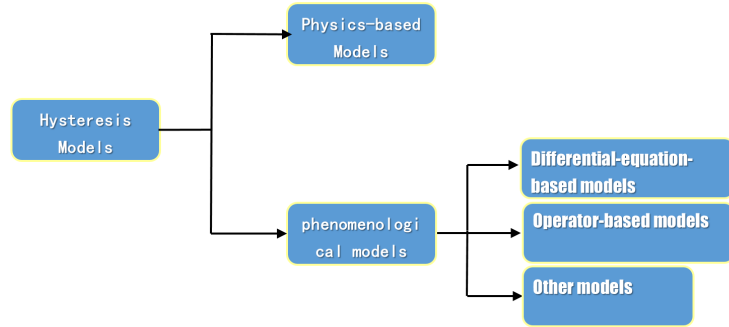 Physics-based
Models
Hysteresis
Models
Differential-equation-
based models
phenomenologi
cal models
Operator-based models
Other models